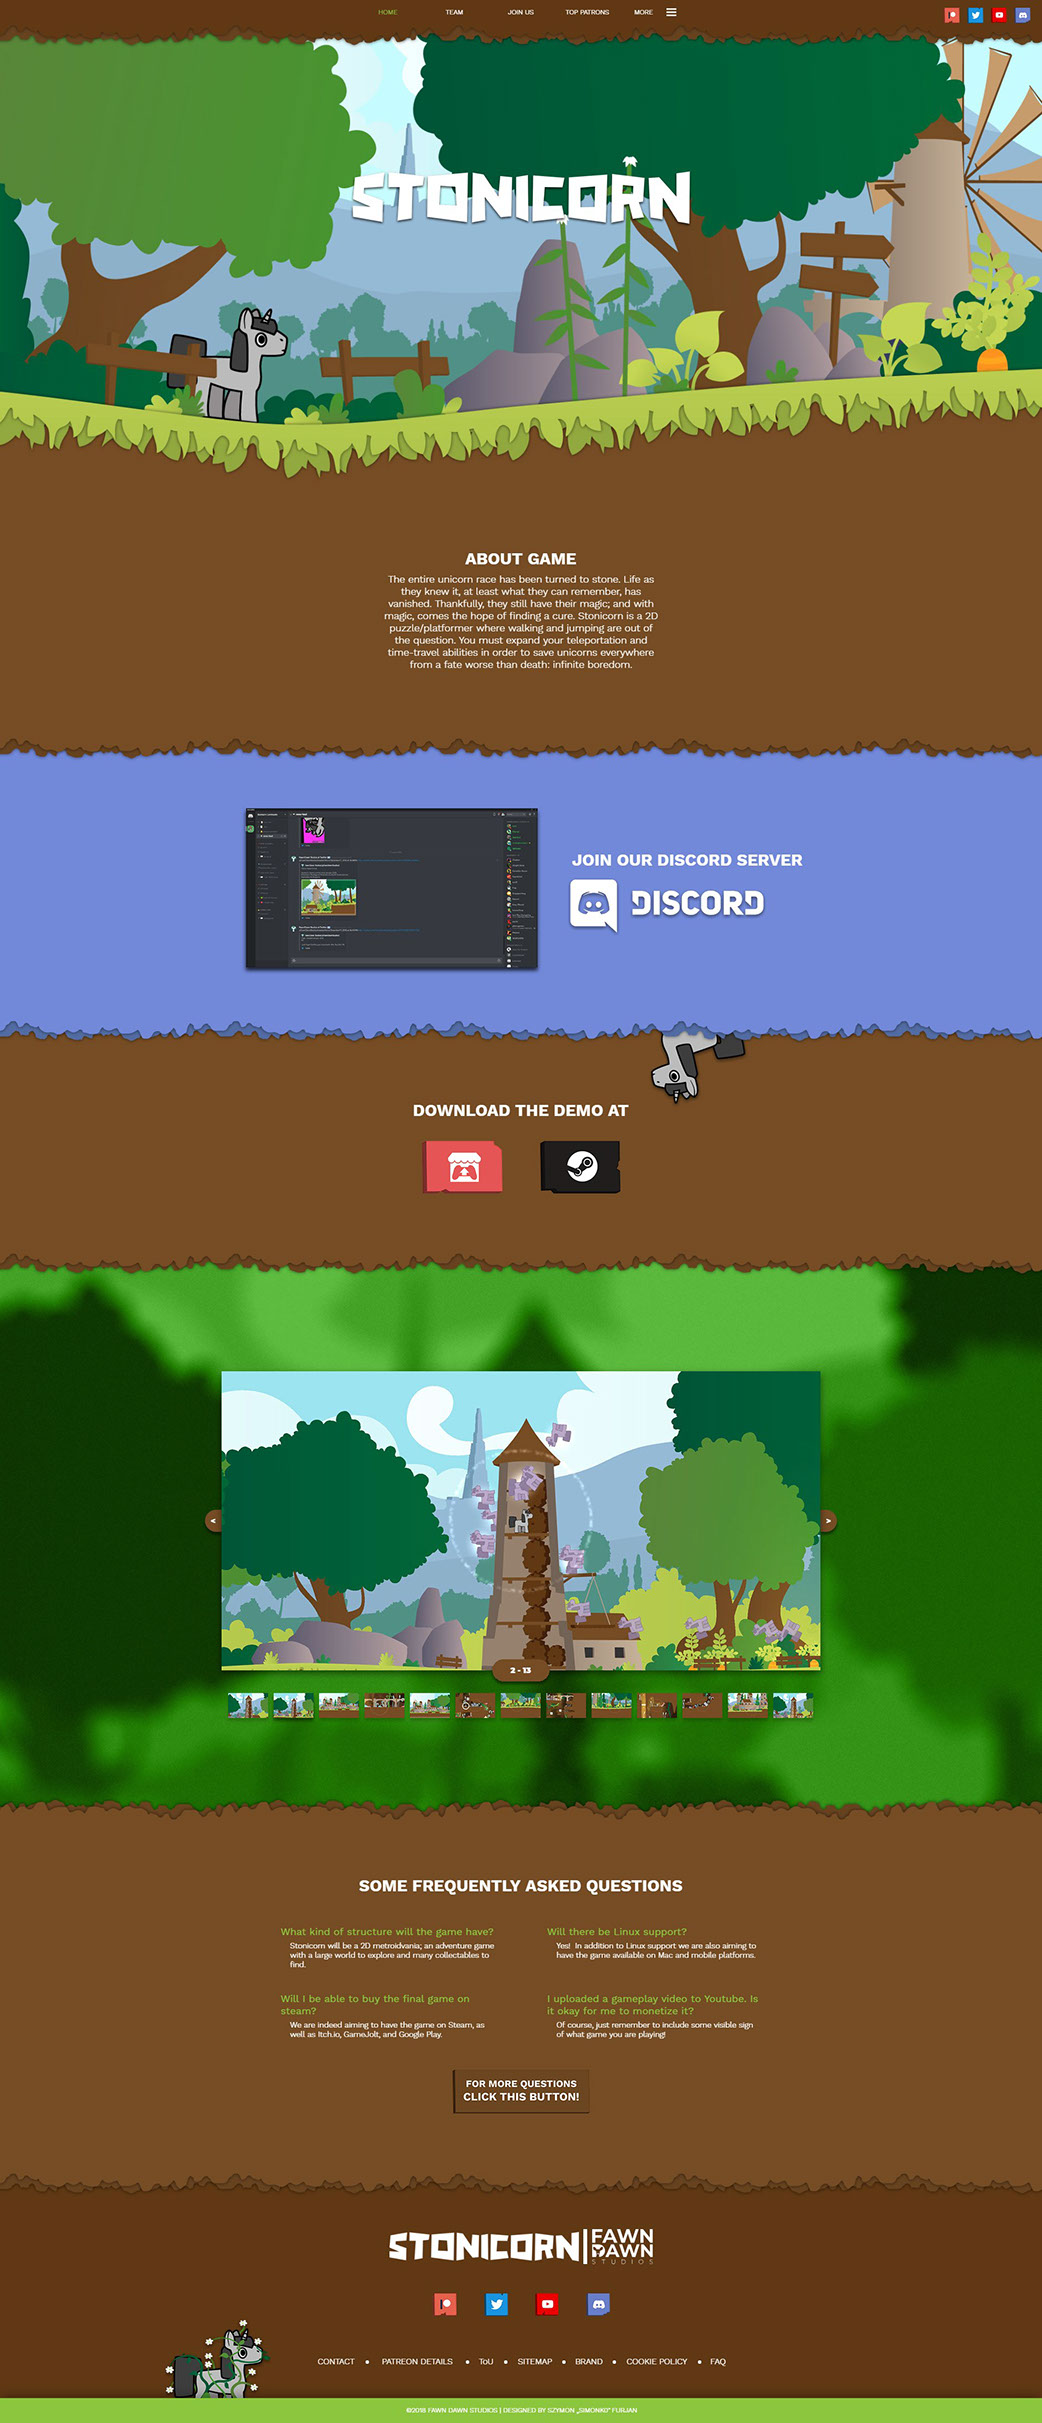 HOME TEAM JOIN US TOP PATRONS MORE
STONICORN
ABOUT GAME
The entire unicorn race has been turned to stone. Life as
they knew it, at least what they can remember, has
vanished. Thankfully, they still have their magic; and with
magic, comes the hope of finding a cure. Stonicorn is a 2D
puzzle/platformer where walking and jumping are out of
the question. You must expand your teleportation and
time-travel abilities in order to save unicorns everywhere
from a fate worse than death: infinite boredom.
JOIN OUR DISCORD SERVER
DISCORD
DOWNLOAD THE DEMO AT
<
>
2 - 13
SOME FREQUENTLY ASKED QUESTIONS
What kind of structure will the game have?
Stonicorn will be a 2D metroidvania; an adventure game
with a large world to explore and many collectables to
find.
Will there be Linux support?
Yes! In addition to Linux support we are also aiming to
have the game available on Mac and mobile platforms.
Will I be able to buy the final game on
steam?
We are indeed aiming to have the game on Steam, as
well as Itch.io, GameJolt, and Google Play.
I uploaded a gameplay video to Youtube. Is
it okay for me to monetize it?
Of course, just remember to include some visible sign
of what game you are playing!
FOR MORE QUESTIONS
CLICK THIS BUTTON!
STONICORN
FAWN
DAWN
STUDIOS
CONTACT • PATREON DETAILS • ToU • SITEMAP • BRAND • COOKIE POLICY • FAQ
©2018 FAWN DAWN STUDIOS | DESIGNED BY SZYMON „SIMONKO" FURJAN